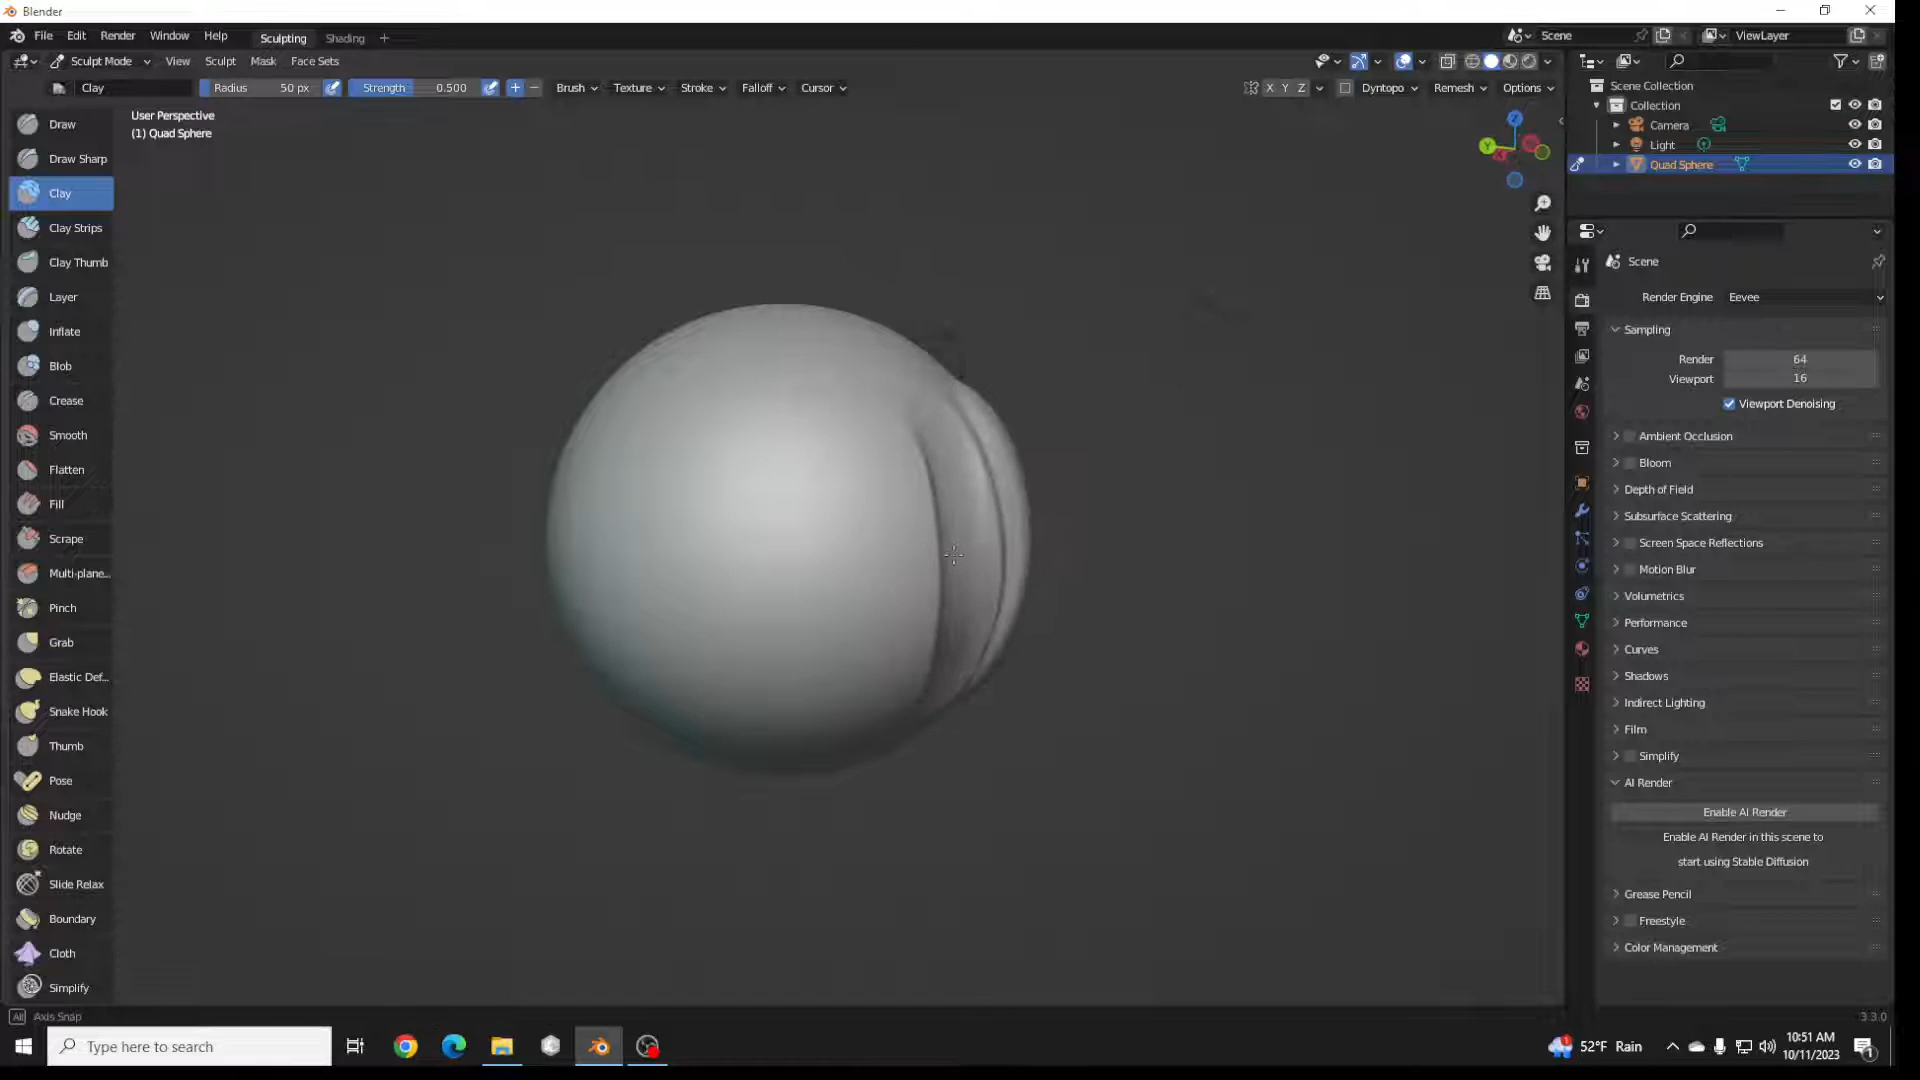 Blender
File Edit Render Window Help Sculpting Shading + Scene ViewLayer
Sculpt Mode View Sculpt Mask Face Sets
Clay Radius 50 px Strength 0.500 + − Brush Texture Stroke Falloff Cursor X Y Z Dyntopo Remesh Options
User Perspective
(1) Quad Sphere
Draw
Draw Sharp
Clay
Clay Strips
Clay Thumb
Layer
Inflate
Blob
Crease
Smooth
Flatten
Fill
Scrape
Multi-plane...
Pinch
Grab
Elastic Def...
Snake Hook
Thumb
Pose
Nudge
Rotate
Slide Relax
Boundary
Cloth
Simplify
Z
Y
Scene Collection
Collection
Camera
Light
Quad Sphere
Scene
Render Engine Eevee
Sampling
Render 64
Viewport 16
Viewport Denoising
Ambient Occlusion
Bloom
Depth of Field
Subsurface Scattering
Screen Space Reflections
Motion Blur
Volumetrics
Performance
Curves
Shadows
Indirect Lighting
Film
Simplify
AI Render
Enable AI Render
Enable AI Render in this scene to
start using Stable Diffusion
Grease Pencil
Freestyle
Color Management
Alt Axis Snap
3.3.0
Type here to search
52°F Rain
10:51 AM
10/11/2023
1